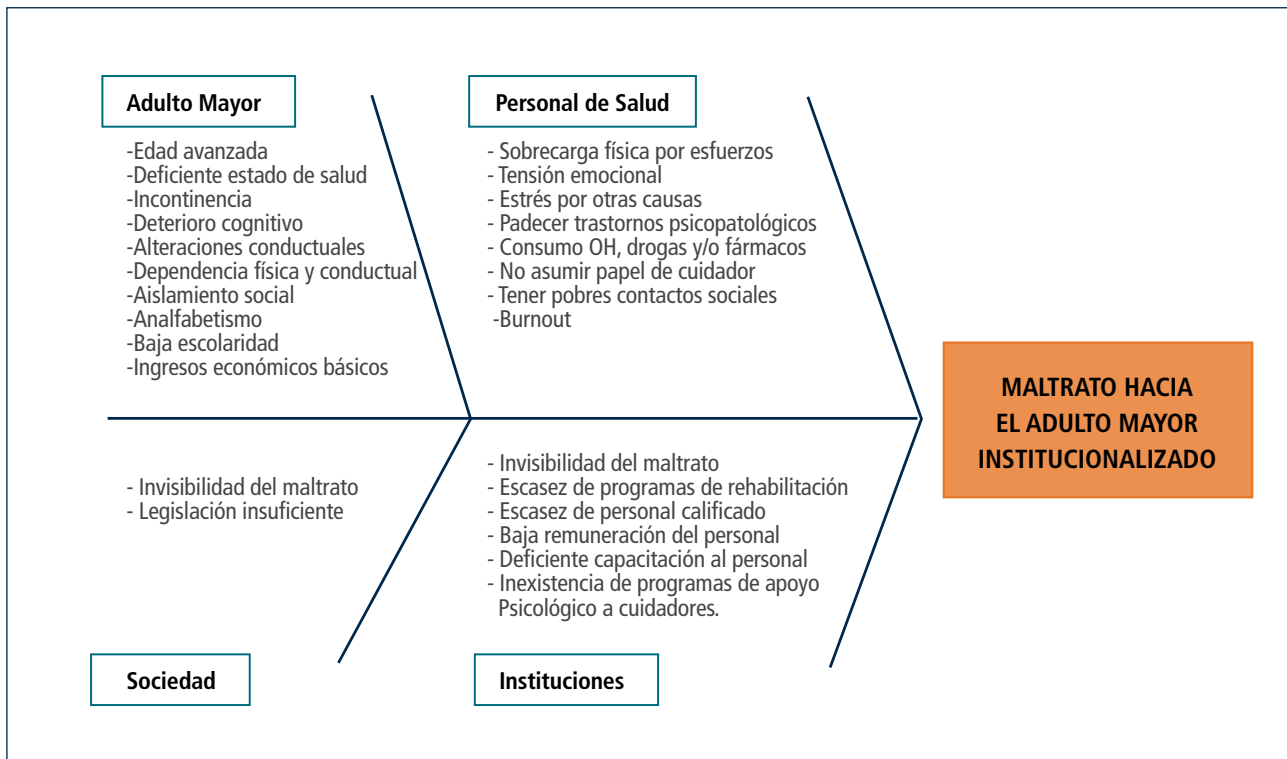 Adulto Mayor
-Edad avanzada
-Deficiente estado de salud
-Incontinencia
-Deterioro cognitivo
-Alteraciones conductuales
-Dependencia física y conductual
-Aislamiento social
-Analfabetismo
-Baja escolaridad
-Ingresos económicos básicos
Personal de Salud
- Sobrecarga física por esfuerzos
- Tensión emocional
- Estrés por otras causas
- Padecer trastornos psicopatológicos
- Consumo OH, drogas y/o fármacos
- No asumir papel de cuidador
- Tener pobres contactos sociales
-Burnout
MALTRATO HACIA
EL ADULTO MAYOR
INSTITUCIONALIZADO
- Invisibilidad del maltrato
- Legislación insuficiente
Sociedad
- Invisibilidad del maltrato
- Escasez de programas de rehabilitación
- Escasez de personal calificado
- Baja remuneración del personal
- Deficiente capacitación al personal
- Inexistencia de programas de apoyo
Psicológico a cuidadores.
Instituciones